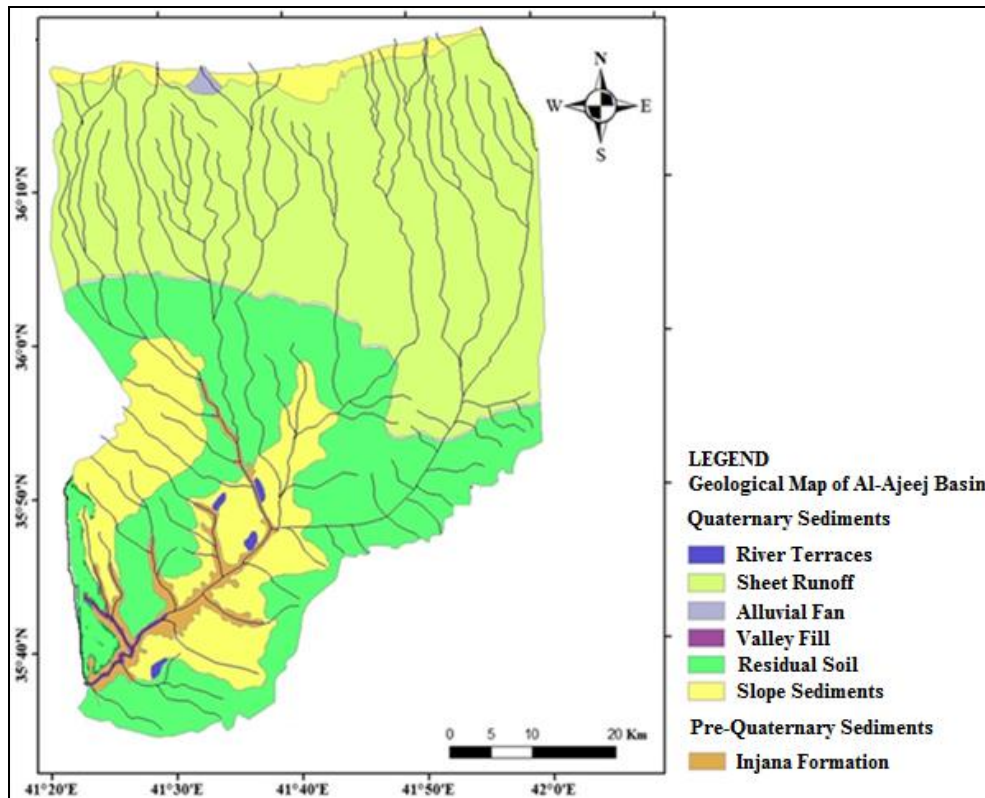 N
W E
S
36°10'N
36°0'N
35°50'N
35°40'N
LEGEND
Geological Map of Al-Ajeej Basin
Quaternary Sediments
River Terraces
Sheet Runoff
Alluvial Fan
Valley Fill
Residual Soil
Slope Sediments
Pre-Quaternary Sediments
Injana Formation
0 5 10 20 Km
41°20'E 41°30'E 41°40'E 41°50'E 42°0'E